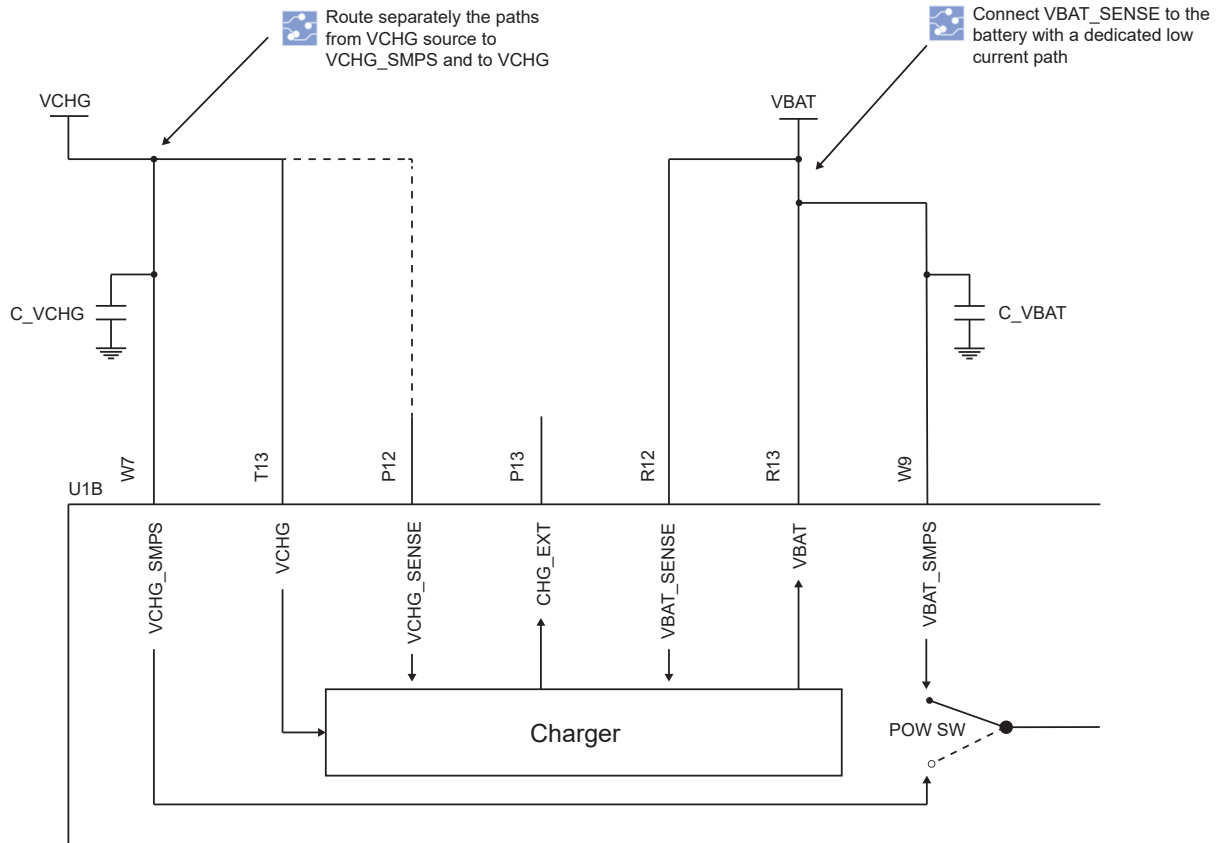 Route separately the paths
from VCHG source to
VCHG_SMPS and to VCHG
Connect VBAT_SENSE to the
battery with a dedicated low
current path
VCHG
VBAT
C_VCHG
C_VBAT
W7
T13
P12
P13
R12
R13
W9
U1B
VCHG_SMPS
VCHG
VCHG_SENSE
CHG_EXT
VBAT_SENSE
VBAT
VBAT_SMPS
Charger
POW SW